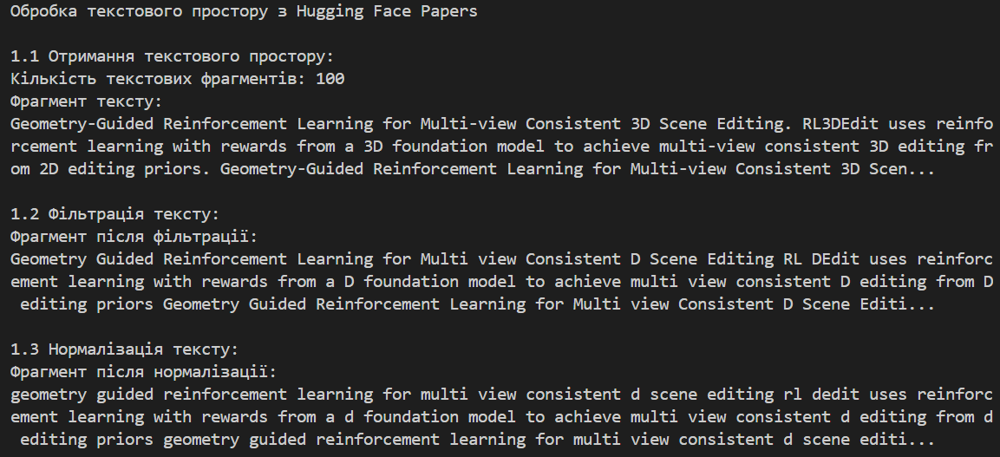 Обробка текстового простору з Hugging Face Papers
1.1 Отримання текстового простору:
Кількість текстових фрагментів: 100
Фрагмент тексту:
Geometry-Guided Reinforcement Learning for Multi-view Consistent 3D Scene Editing. RL3DEdit uses reinfo
rcement learning with rewards from a 3D foundation model to achieve multi-view consistent 3D editing fr
om 2D editing priors. Geometry-Guided Reinforcement Learning for Multi-view Consistent 3D Scen...
1.2 Фільтрація тексту:
Фрагмент після фільтрації:
Geometry Guided Reinforcement Learning for Multi view Consistent D Scene Editing RL DEdit uses reinforc
ement learning with rewards from a D foundation model to achieve multi view consistent D editing from D
editing priors Geometry Guided Reinforcement Learning for Multi view Consistent D Scene Editi...
1.3 Нормалізація тексту:
Фрагмент після нормалізації:
geometry guided reinforcement learning for multi view consistent d scene editing rl dedit uses reinforc
ement learning with rewards from a d foundation model to achieve multi view consistent d editing from d
editing priors geometry guided reinforcement learning for multi view consistent d scene editi...